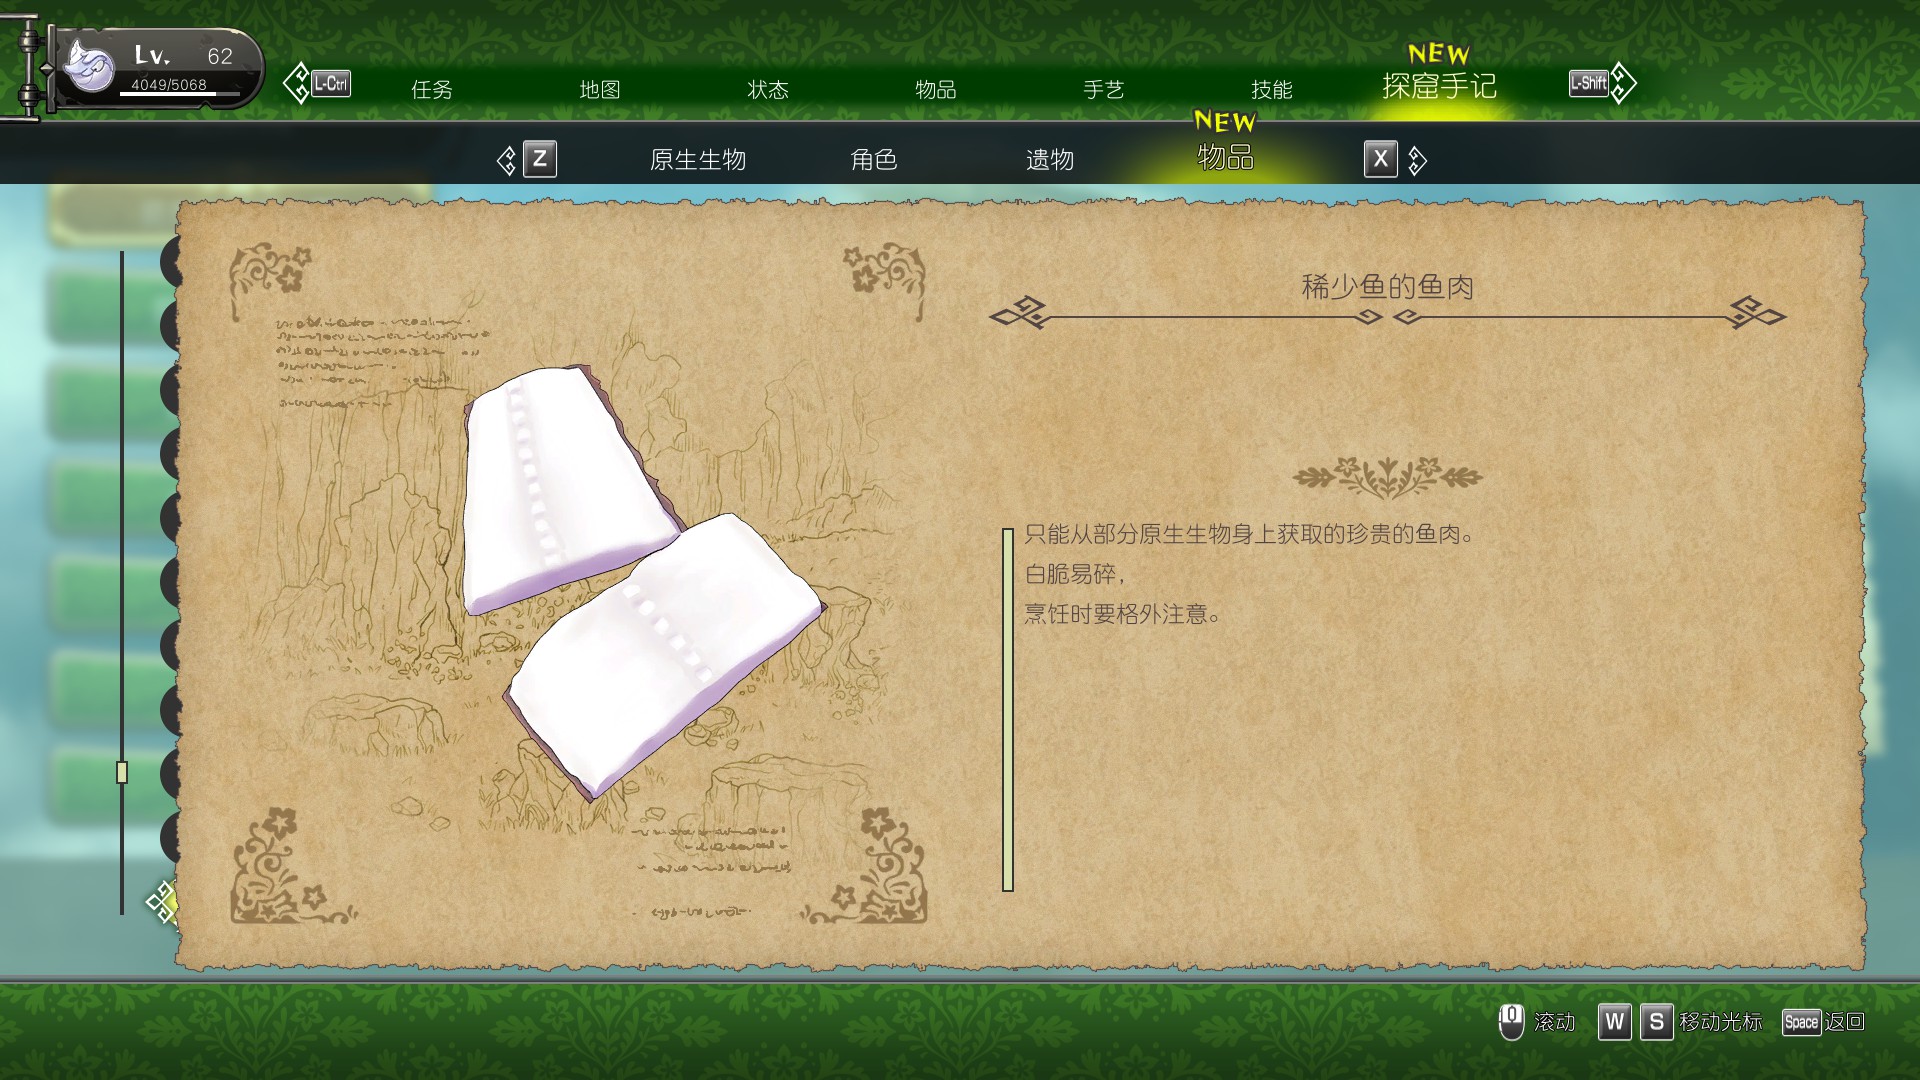 Lv. 62
4049/5068
L-Ctrl
任务
地图
状态
物品
手艺
技能
NEW
探窟手记
L-Shift
Z
原生生物
角色
遗物
NEW
物品
X
稀少鱼的鱼肉
只能从部分原生生物身上获取的珍贵的鱼肉。
白脆易碎，
烹饪时要格外注意。
滚动
W S 移动光标
Space 返回